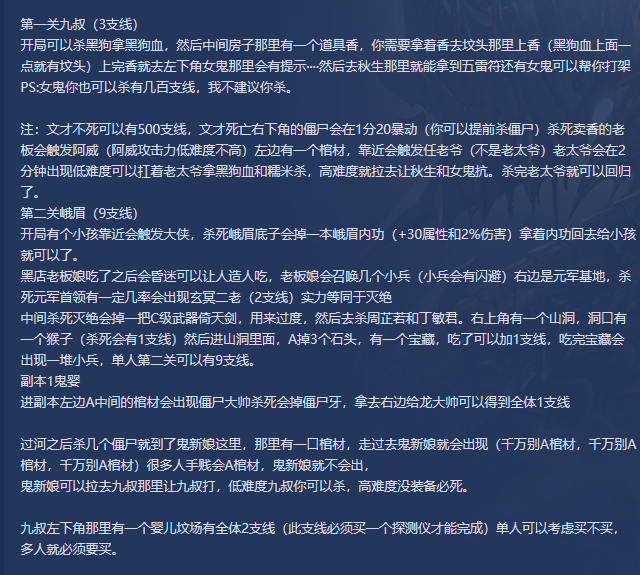 第一关九叔（3支线）
开局可以杀黑狗拿黑狗血，然后中间房子那里有一个道具香，你需要拿着香去坟头那里上香（黑狗血上面一
点就有坟头）上完香就去左下角女鬼那里会有提示····然后去秋生那里就能拿到五雷符还有女鬼可以帮你打架
PS:女鬼你也可以杀有几百支线，我不建议你杀。
注：文才不死可以有500支线，文才死亡右下角的僵尸会在1分20暴动（你可以提前杀僵尸）杀死卖香的老
板会触发阿威（阿威攻击力低难度不高）左边有一个棺材，靠近会触发任老爷（不是老太爷）老太爷会在2
分钟出现低难度可以扛着老太爷拿黑狗血和糯米杀，高难度就拉去让秋生和女鬼抗。杀完老太爷就可以回归
了。
第二关峨眉（9支线）
开局有个小孩靠近会触发大侠，杀死峨眉底子会掉一本峨眉内功（+30属性和2%伤害）拿着内功回去给小孩
就可以了。
黑店老板娘吃了之后会昏迷可以让人造人吃，老板娘会召唤几个小兵（小兵会有闪避）右边是元军基地，杀
死元军首领有一定几率会出现玄冥二老（2支线）实力等同于灭绝
中间杀死灭绝会掉一把C级武器倚天剑，用来过度，然后去杀周芷若和丁敏君。右上角有一个山洞，洞口有
一个猴子（杀死会有1支线）然后进山洞里面，A掉3个石头，有一个宝藏，吃了可以加1支线，吃完宝藏会
出现一堆小兵，单人第二关可以有9支线。
副本1鬼婴
进副本左边A中间的棺材会出现僵尸大帅杀死会掉僵尸牙，拿去右边给龙大帅可以得到全体1支线
过河之后杀几个僵尸就到了鬼新娘这里，那里有一口棺材，走过去鬼新娘就会出现（千万别A棺材，千万别A
棺材，千万别A棺材）很多人手贱会A棺材，鬼新娘就不会出，
鬼新娘可以拉去九叔那里让九叔打，低难度九叔你可以杀，高难度没装备必死。
九叔左下角那里有一个婴儿坟场有全体2支线（此支线必须买一个探测仪才能完成）单人可以考虑买不买，
多人就必须要买。